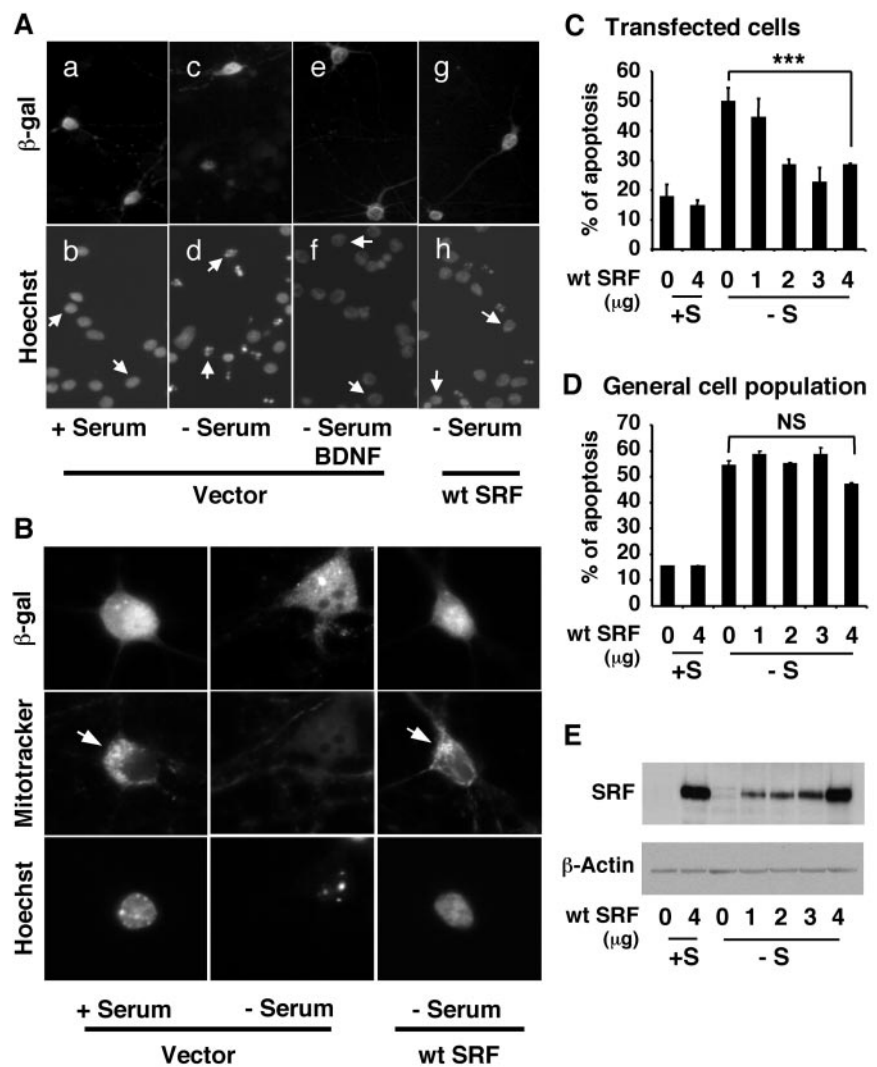 A
a c e g
β-gal
b d f h
Hoechst
+ Serum - Serum - Serum - Serum
BDNF
Vector wt SRF
B
β-gal
Mitotracker
Hoechst
+ Serum - Serum - Serum
Vector wt SRF
C Transfected cells
***
60
50
40
30
20
10
0
% of apoptosis
wt SRF 0 4 0 1 2 3 4
(μg) +S - S
D General cell population
NS
70
60
50
40
30
20
10
0
% of apoptosis
wt SRF 0 4 0 1 2 3 4
(μg) +S - S
E
SRF
β-Actin
wt SRF 0 4 0 1 2 3 4
(μg) +S - S